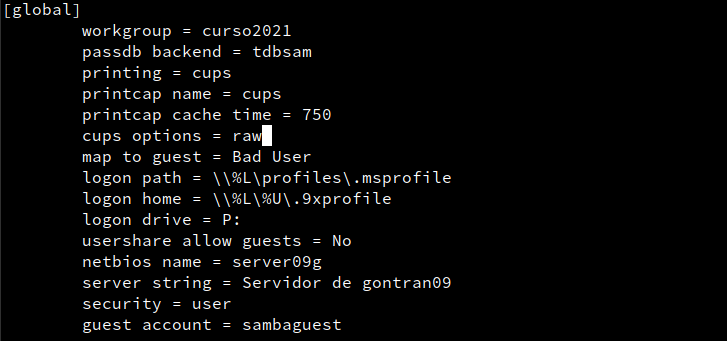 [global]
workgroup = curso2021
passdb backend = tdbsam
printing = cups
printcap name = cups
printcap cache time = 750
cups options = raw
map to guest = Bad User
logon path = \\%L\profiles\.msprofile
logon home = \\%L\%U\.9xprofile
logon drive = P:
usershare allow guests = No
netbios name = server09g
server string = Servidor de gontran09
security = user
guest account = sambaguest